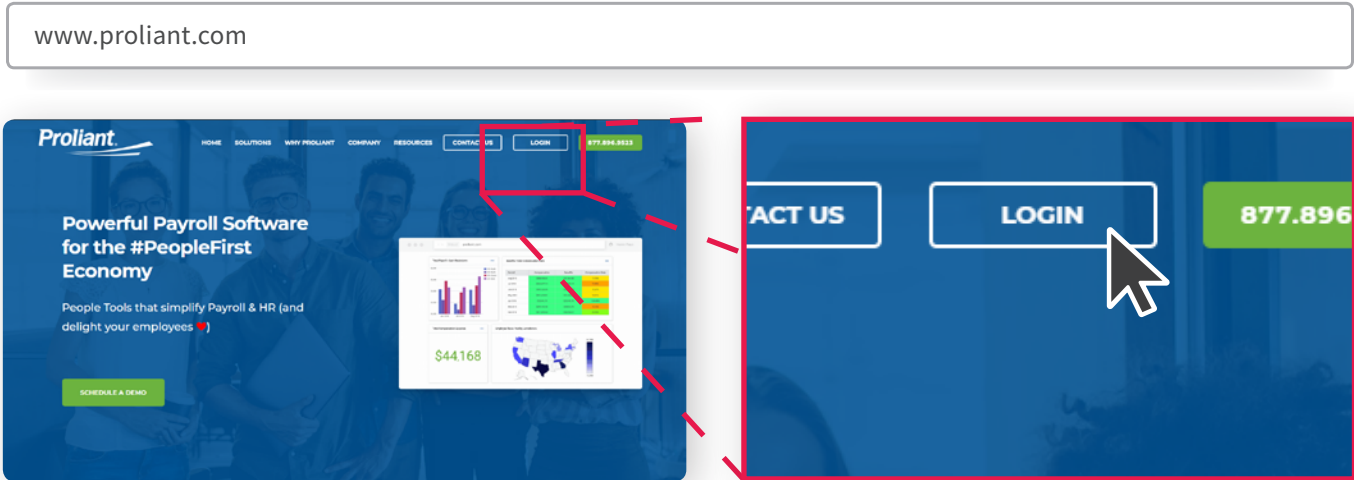 www.proliant.com
Proliant.
HOME SOLUTIONS WHY PROLIANT COMPANY RESOURCES CONTACT US LOGIN 877.896.9523
Powerful Payroll Software
for the #PeopleFirst
Economy
People Tools that simplify Payroll & HR (and
delight your employees ♥)
SCHEDULE A DEMO
$44.168
TACT US LOGIN 877.896